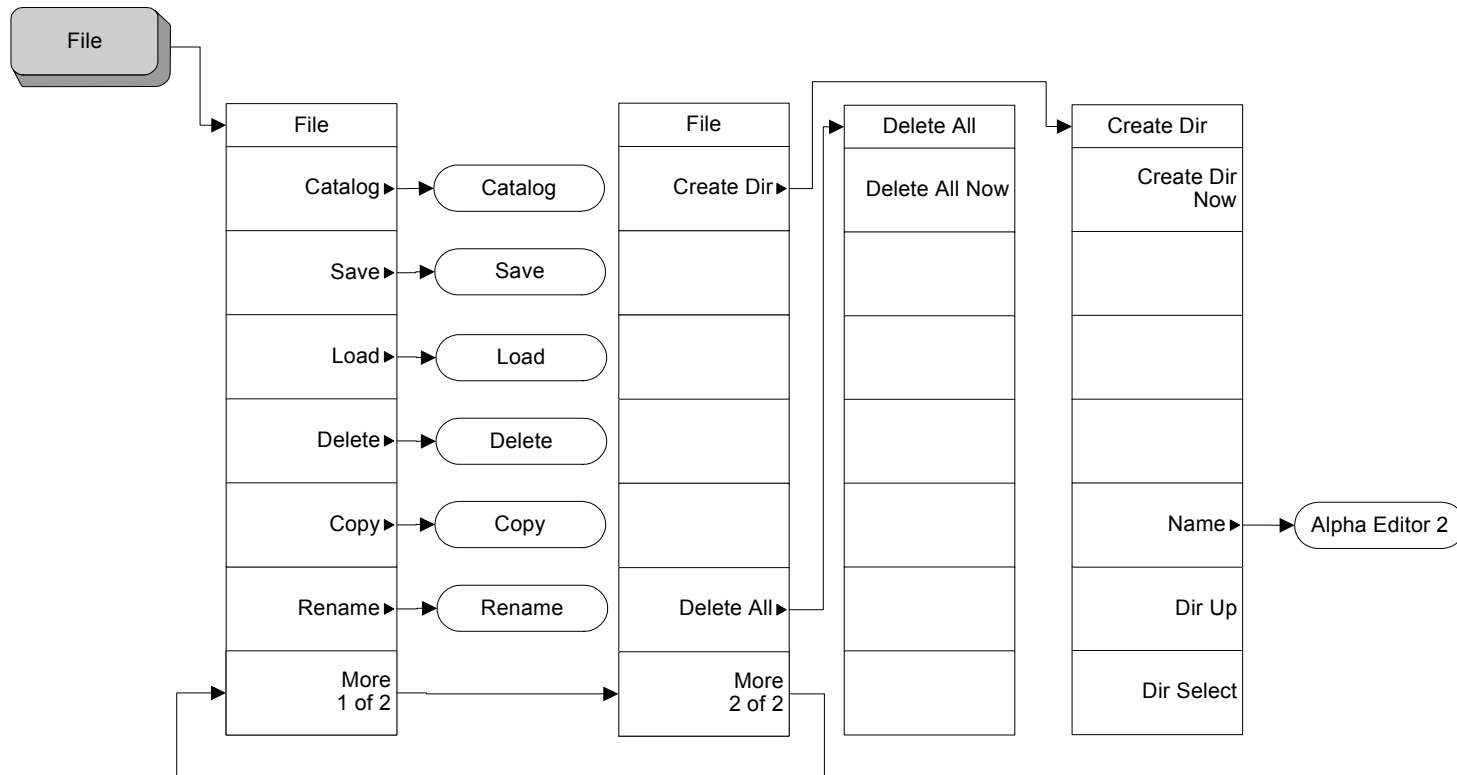 File
File
Catalog
Catalog
Save
Save
Load
Load
Delete
Delete
Copy
Copy
Rename
Rename
More
1 of 2
File
Create Dir
Delete All
More
2 of 2
Delete All
Delete All Now
Create Dir
Create Dir
Now
Name
Alpha Editor 2
Dir Up
Dir Select